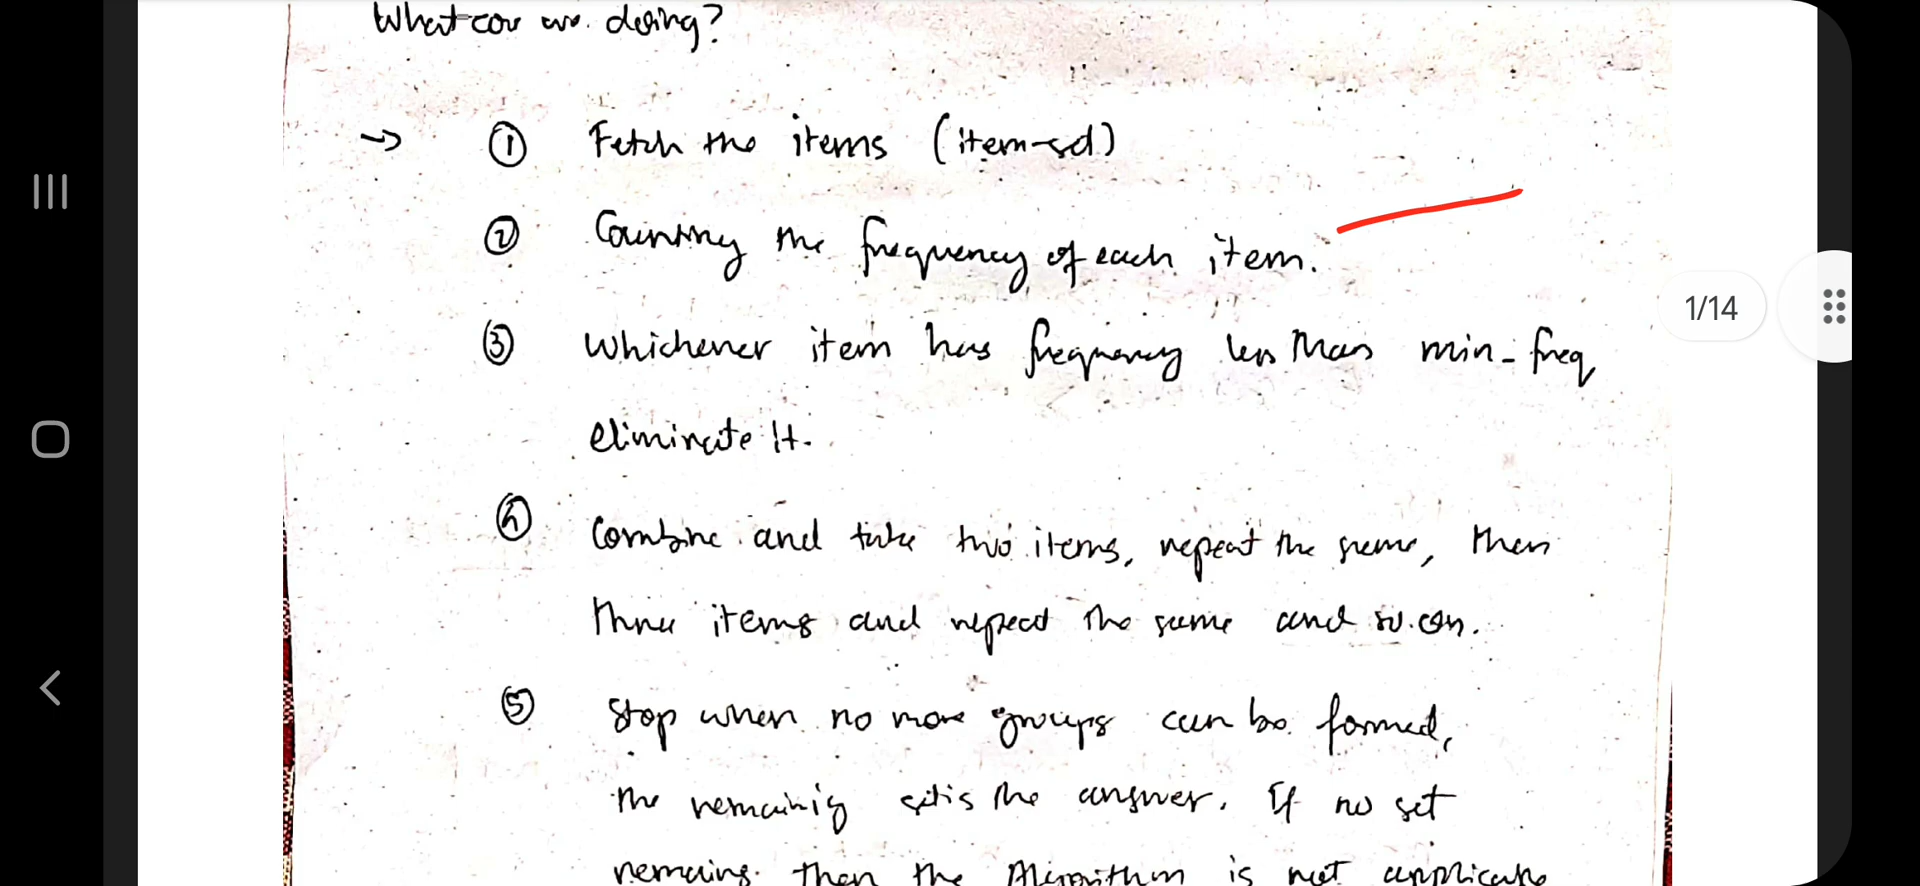 What are doing?
→ ① Fetch the items (item-sd)
② Counting the frequency of each item.
1/14
③ Whichever item has frequency less than min-freq
eliminate it.
④ Combine and take two items, repeat the same, then
three items and repeat the same and so on.
⑤ Stop when no more groups can be formed,
the remainig set is the answer. If no set
remains then the Algorithm is not applicable